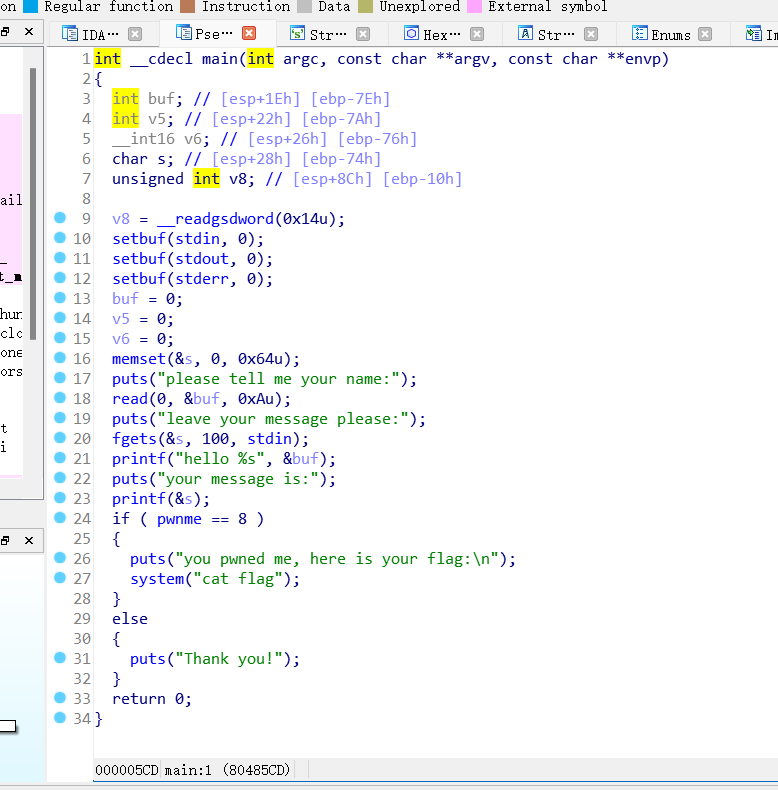 on Regular function Instruction Data Unexplored External symbol
IDA··· Pse··· Str··· Hex··· Str··· Enums Im
1 int __cdecl main(int argc, const char **argv, const char **envp)
2 {
3 int buf; // [esp+1Eh] [ebp-7Eh]
4 int v5; // [esp+22h] [ebp-7Ah]
5 __int16 v6; // [esp+26h] [ebp-76h]
6 char s; // [esp+28h] [ebp-74h]
7 unsigned int v8; // [esp+8Ch] [ebp-10h]
8
9 v8 = __readgsdword(0x14u);
10 setbuf(stdin, 0);
11 setbuf(stdout, 0);
12 setbuf(stderr, 0);
13 buf = 0;
14 v5 = 0;
15 v6 = 0;
16 memset(&s, 0, 0x64u);
17 puts("please tell me your name:");
18 read(0, &buf, 0xAu);
19 puts("leave your message please:");
20 fgets(&s, 100, stdin);
21 printf("hello %s", &buf);
22 puts("your message is:");
23 printf(&s);
24 if ( pwnme == 8 )
25 {
26 puts("you pwned me, here is your flag:\n");
27 system("cat flag");
28 }
29 else
30 {
31 puts("Thank you!");
32 }
33 return 0;
34 }
000005CD main:1 (80485CD)
ail
_
t_m
hun
clo
one
ors
t
i